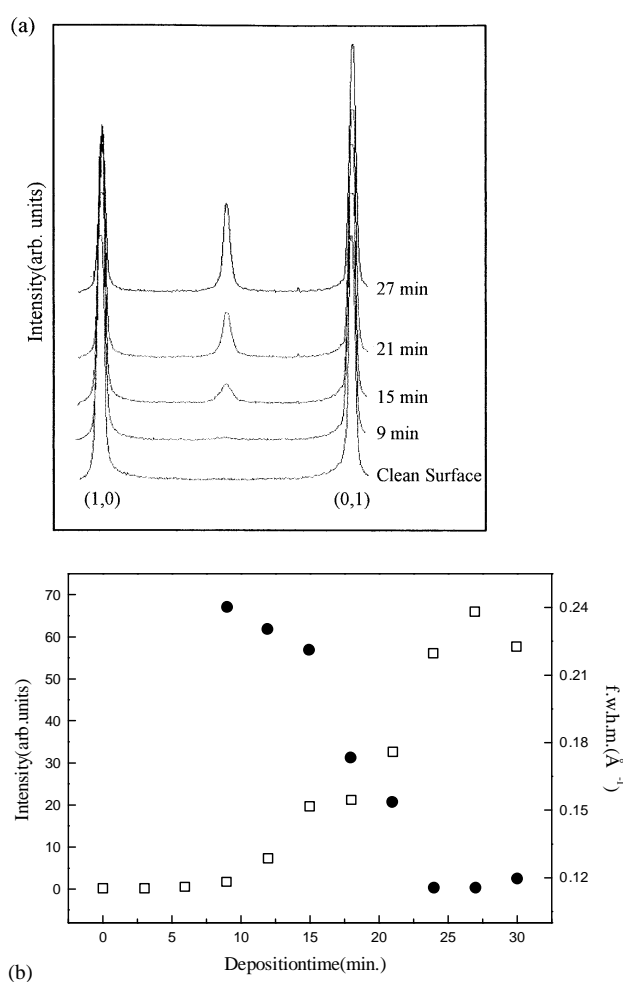 (a)
Intensity(arb. units)
27 min
21 min
15 min
9 min
Clean Surface
(1,0) (0,1)
70
60
50
40
30
20
10
0
Intensity(arb.units)
0.24
0.21
0.18
0.15
0.12
f.w.h.m.(Å⁻¹)
0 5 10 15 20 25 30
Depositiontime(min.)
(b)